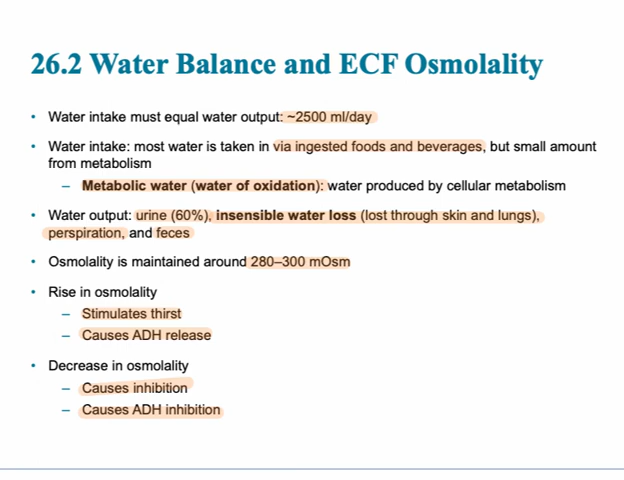 26.2 Water Balance and ECF Osmolality
• Water intake must equal water output: ~2500 ml/day
• Water intake: most water is taken in via ingested foods and beverages, but small amount
from metabolism
– Metabolic water (water of oxidation): water produced by cellular metabolism
• Water output: urine (60%), insensible water loss (lost through skin and lungs),
perspiration, and feces
• Osmolality is maintained around 280–300 mOsm
• Rise in osmolality
– Stimulates thirst
– Causes ADH release
• Decrease in osmolality
– Causes inhibition
– Causes ADH inhibition